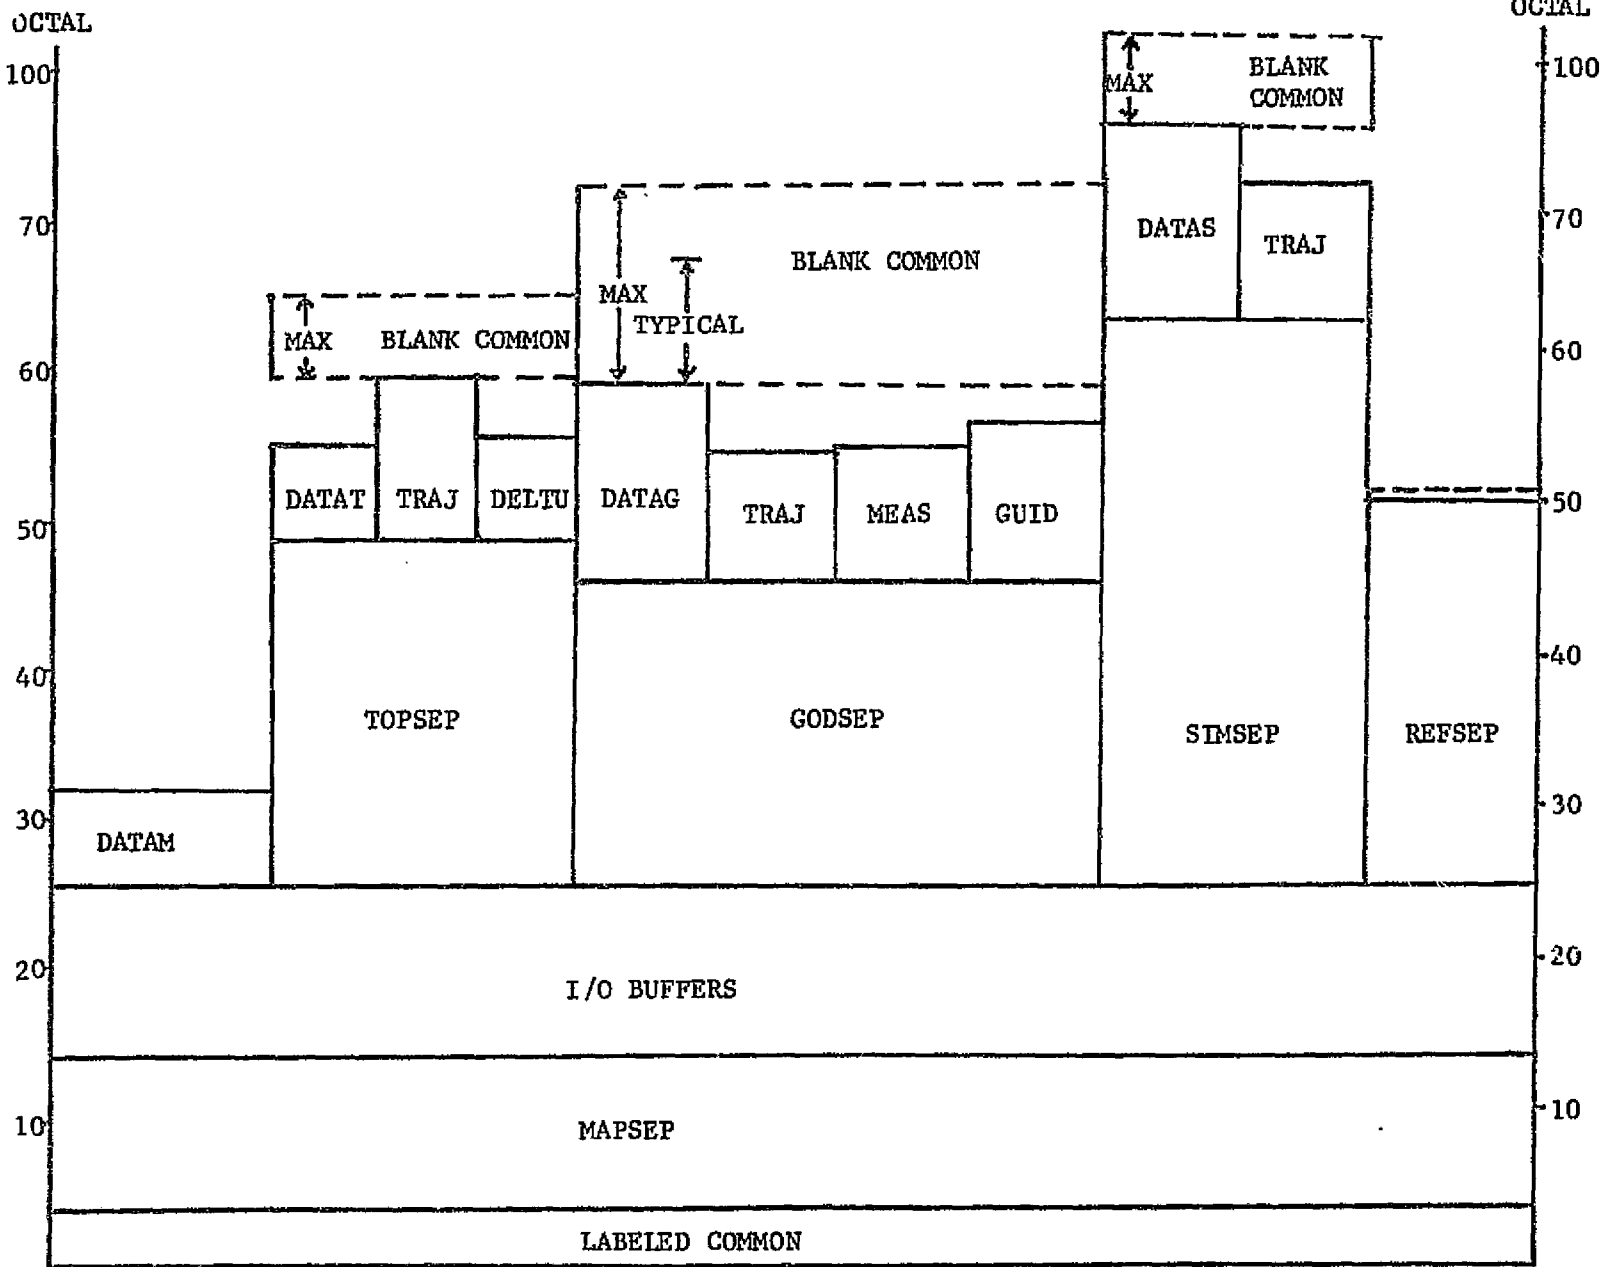 OCTAL
OCTAL
100
100
MAX
BLANK
COMMON
70
70
DATAS
TRAJ
BLANK COMMON
MAX
TYPICAL
MAX
BLANK COMMON
60
60
DATAT
TRAJ
DELTU
DATAG
TRAJ
MEAS
GUID
50
50
40
40
TOPSEP
GODSEP
SIMSEP
REFSEP
30
30
DATAM
20
20
I/O BUFFERS
10
10
MAPSEP
LABELED COMMON